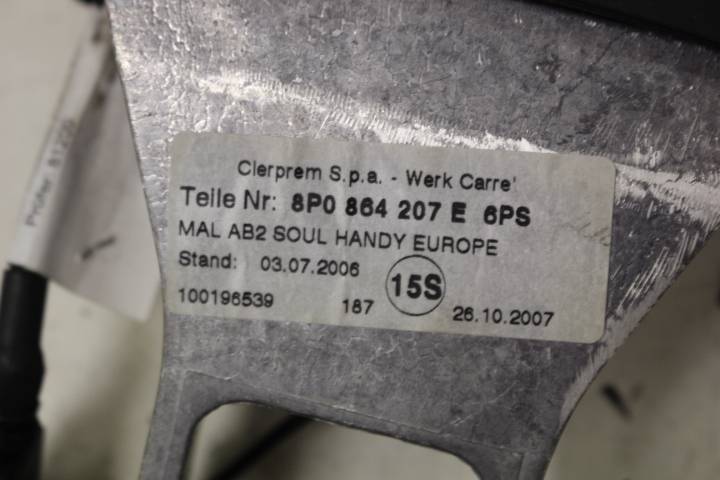 Clerprem S.p.a. - Werk Carre'
Teile Nr: 8P0 864 207 E 6PS
MAL AB2 SOUL HANDY EUROPE
Stand: 03.07.2006
15S
100196539 187 26.10.2007
Prüfer